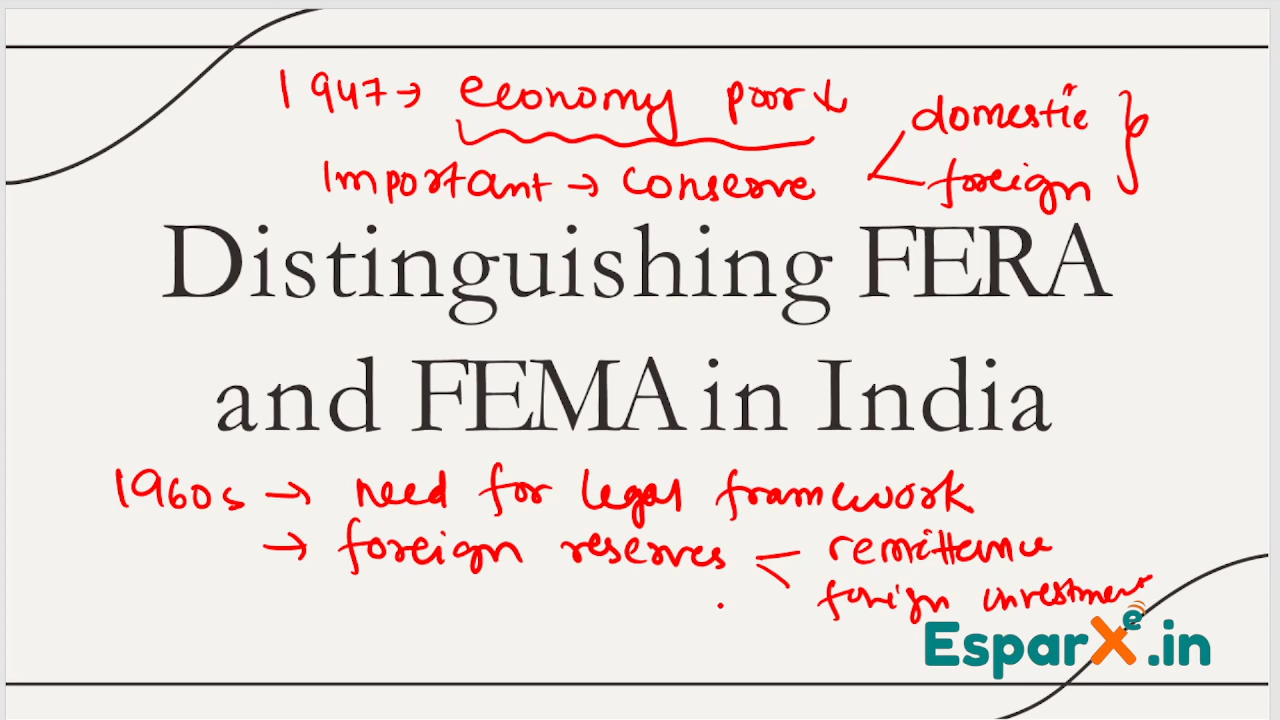 1947 → economy poor ↓
domestic
Important → conserve
foreign
Distinguishing FERA
and FEMA in India
1960s → need for legal framework
→ foreign reserves
remittance
foreign investment
EsparXe.in